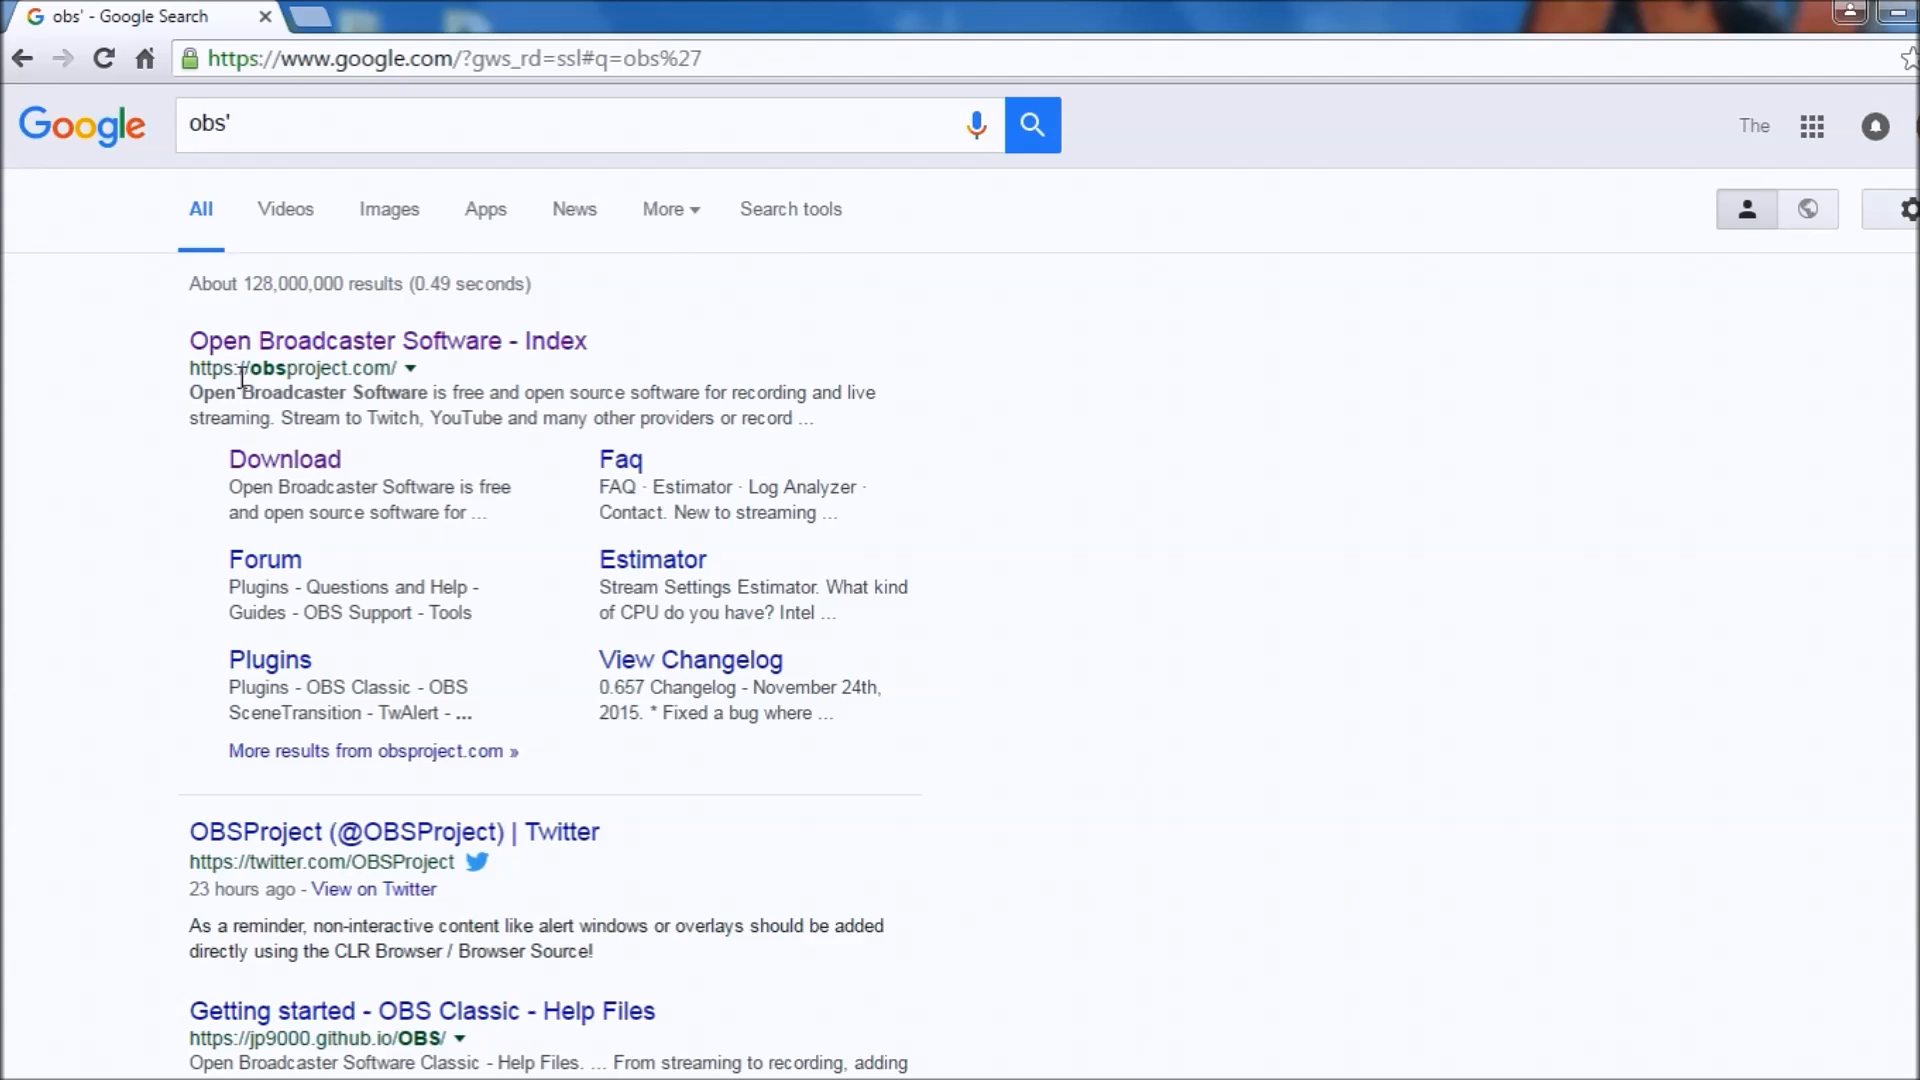 obs' - Google Search
https://www.google.com/?gws_rd=ssl#q=obs%27
Google
obs'
The
All
Videos
Images
Apps
News
More
Search tools
About 128,000,000 results (0.49 seconds)
Open Broadcaster Software - Index
https://obsproject.com/
Open Broadcaster Software is free and open source software for recording and live
streaming. Stream to Twitch, YouTube and many other providers or record ...
Download
Open Broadcaster Software is free
and open source software for ...
Faq
FAQ · Estimator · Log Analyzer ·
Contact. New to streaming ...
Forum
Plugins - Questions and Help -
Guides - OBS Support - Tools
Estimator
Stream Settings Estimator. What kind
of CPU do you have? Intel ...
Plugins
Plugins - OBS Classic - OBS
SceneTransition - TwAlert - ...
View Changelog
0.657 Changelog - November 24th,
2015. * Fixed a bug where ...
More results from obsproject.com »
OBSProject (@OBSProject) | Twitter
https://twitter.com/OBSProject
23 hours ago - View on Twitter
As a reminder, non-interactive content like alert windows or overlays should be added
directly using the CLR Browser / Browser Source!
Getting started - OBS Classic - Help Files
https://jp9000.github.io/OBS/
Open Broadcaster Software Classic - Help Files. ... From streaming to recording, adding